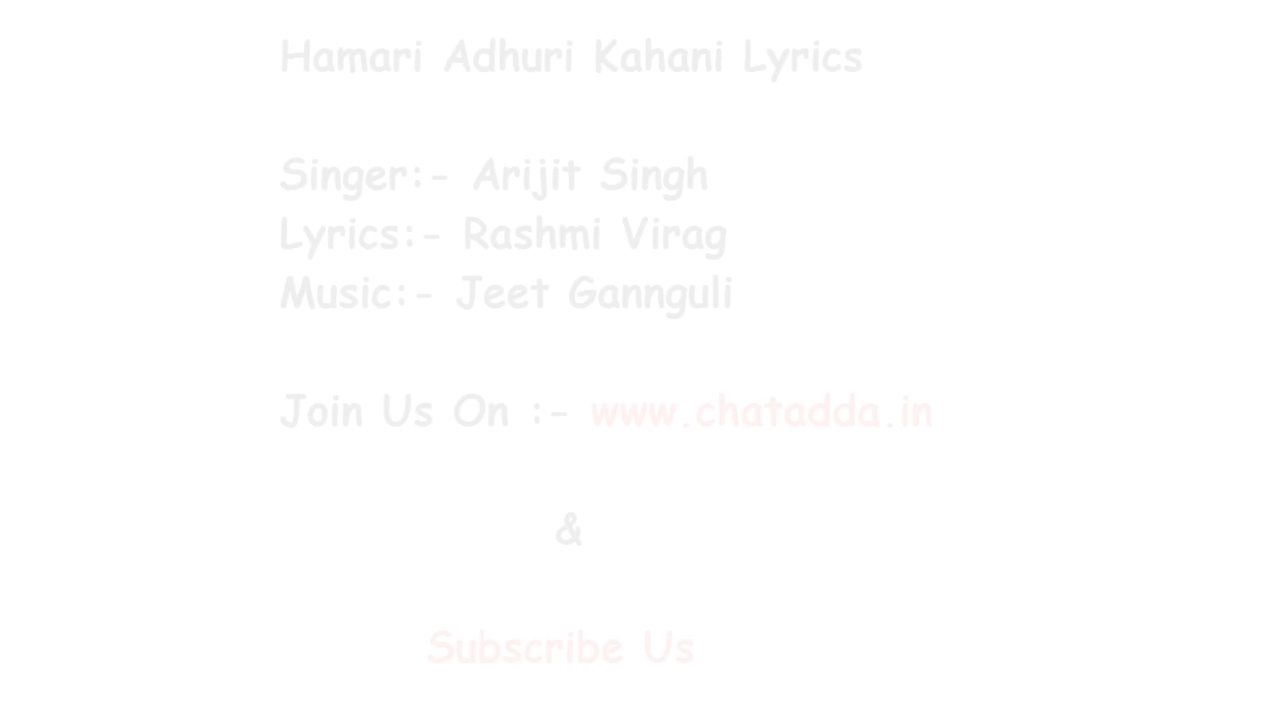 Hamari Adhuri Kahani Lyrics
Singer:- Arijit Singh
Lyrics:- Rashmi Virag
Music:- Jeet Gannguli
Join Us On :- www.chatadda.in
&
Subscribe Us